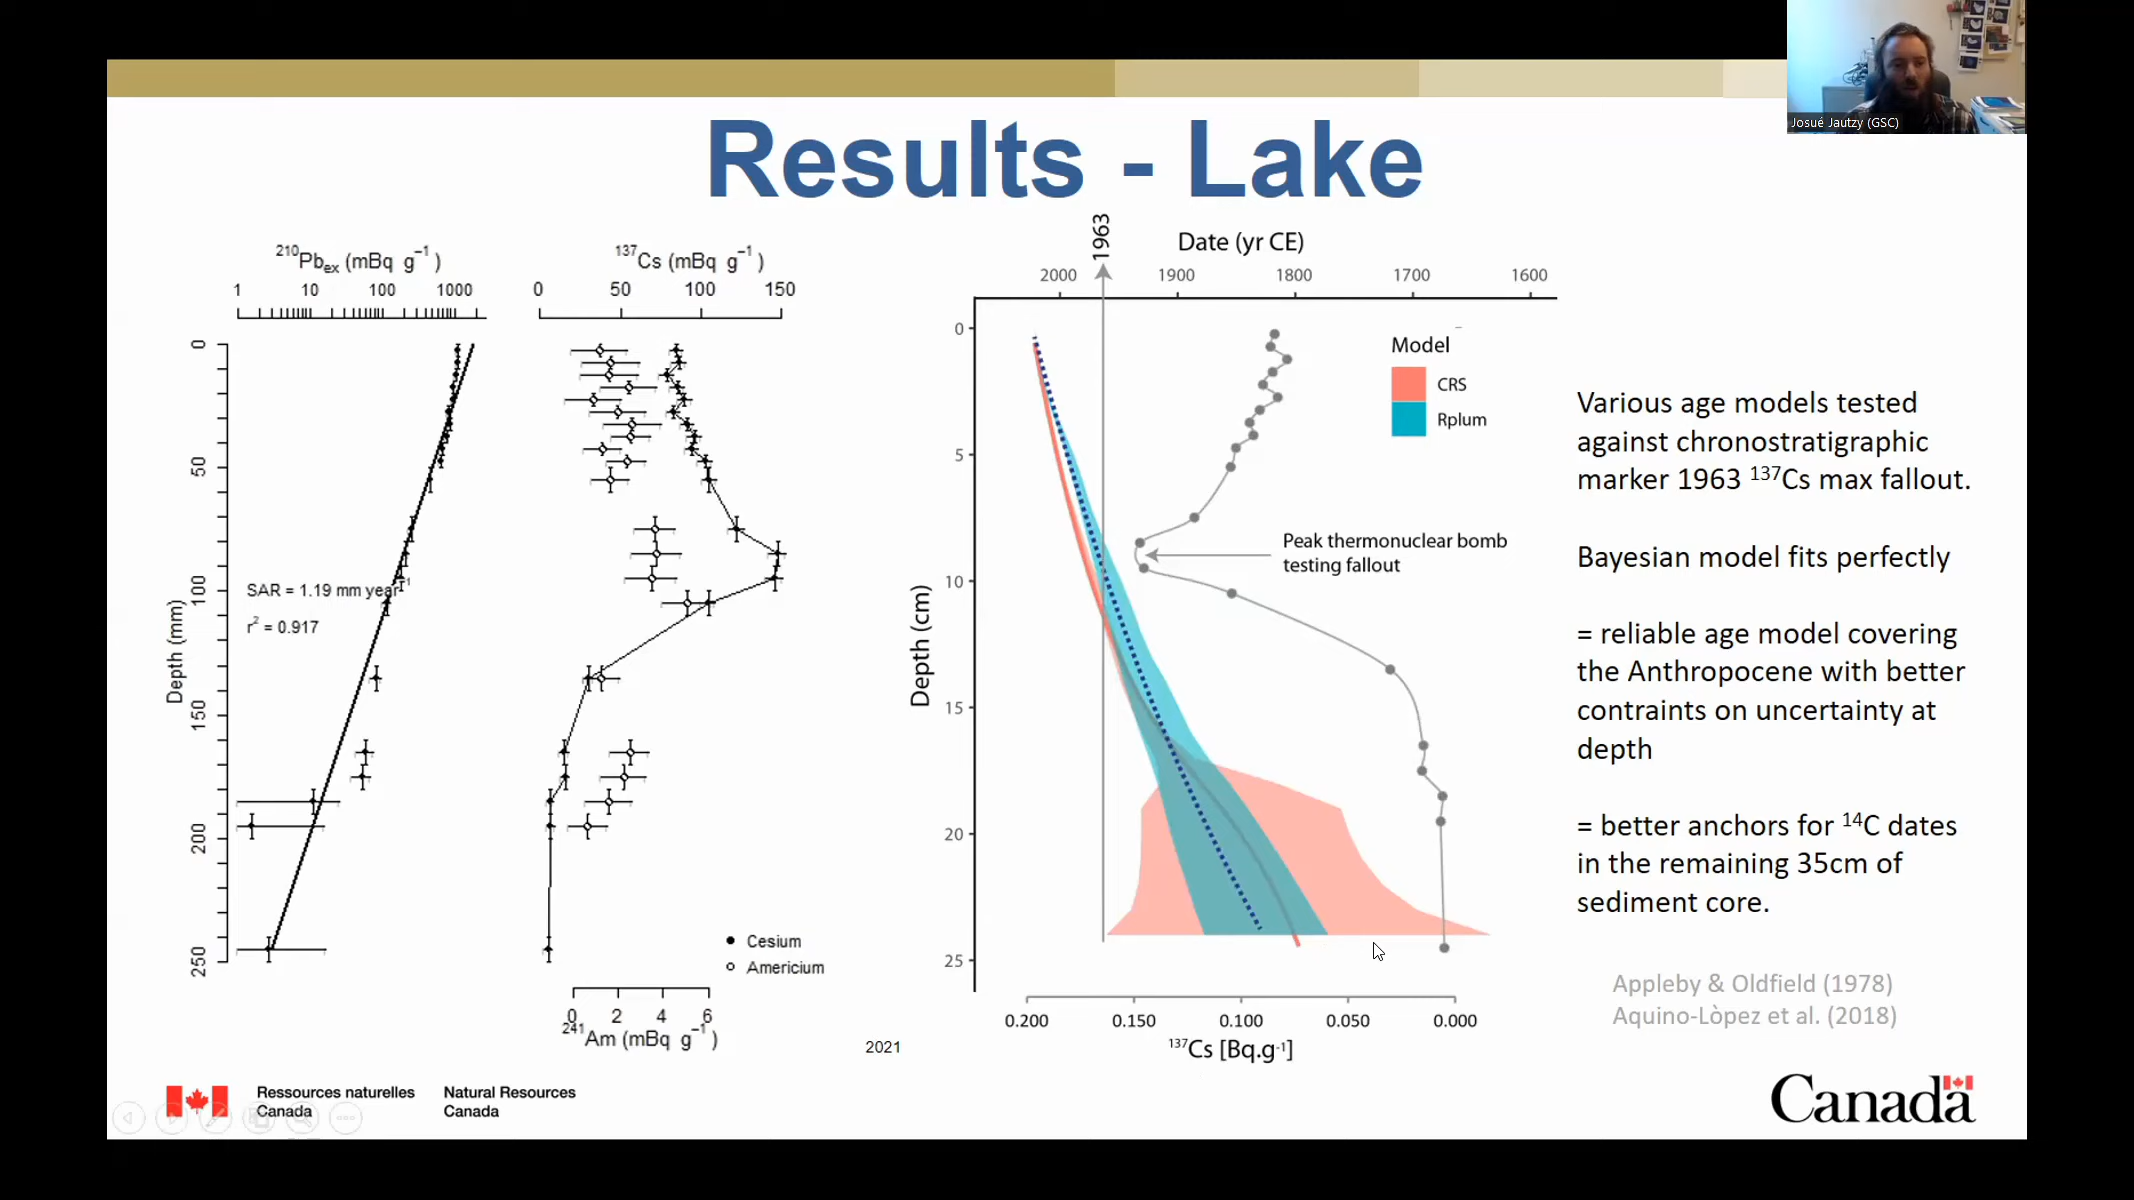 Josué Jautzy (GSC)
Results - Lake
²¹⁰Pbex (mBq g⁻¹)
1 10 100 1000
¹³⁷Cs (mBq g⁻¹)
0 50 100 150
Depth (mm)
0
50
100
150
200
250
SAR = 1.19 mm year⁻¹
r² = 0.917
Cesium
Americium
0 2 4 6
²⁴¹Am (mBq g⁻¹)
1963
Date (yr CE)
2000 1900 1800 1700 1600
Depth (cm)
0
5
10
15
20
25
Model
CRS
Rplum
Peak thermonuclear bomb
testing fallout
0.200 0.150 0.100 0.050 0.000
¹³⁷Cs [Bq.g⁻¹]
Various age models tested
against chronostratigraphic
marker 1963 ¹³⁷Cs max fallout.
Bayesian model fits perfectly
= reliable age model covering
the Anthropocene with better
contraints on uncertainty at
depth
= better anchors for ¹⁴C dates
in the remaining 35cm of
sediment core.
Appleby & Oldfield (1978)
Aquino-Lòpez et al. (2018)
2021
Ressources naturelles
Canada
Natural Resources
Canada
Canada